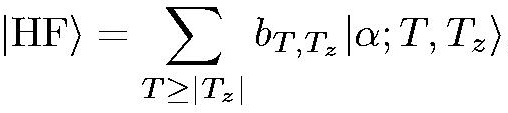 |HF⟩ = ∑_{T≥|T_z|} b_{T,T_z} |α; T, T_z⟩